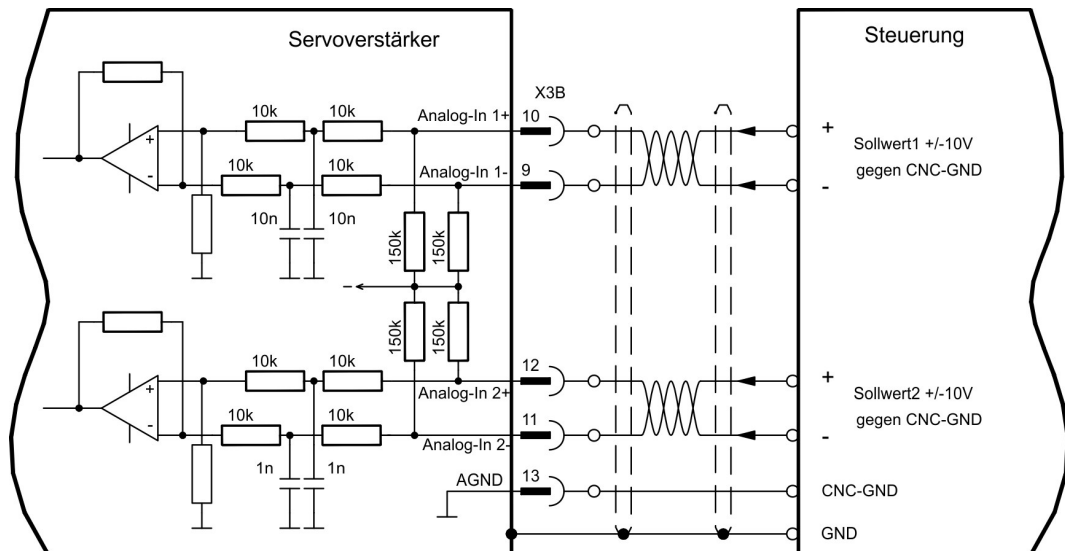 Servoverstärker
Steuerung
X3B
10k
10k
Analog-In 1+
10
+
-
+
Sollwert1 +/-10V
gegen CNC-GND
-
10k
10k
Analog-In 1-
9
10n
10n
150k
150k
-
150k
150k
10k
10k
12
Analog-In 2+
+
-
+
Sollwert2 +/-10V
gegen CNC-GND
-
10k
10k
11
Analog-In 2-
1n
1n
AGND
13
CNC-GND
GND